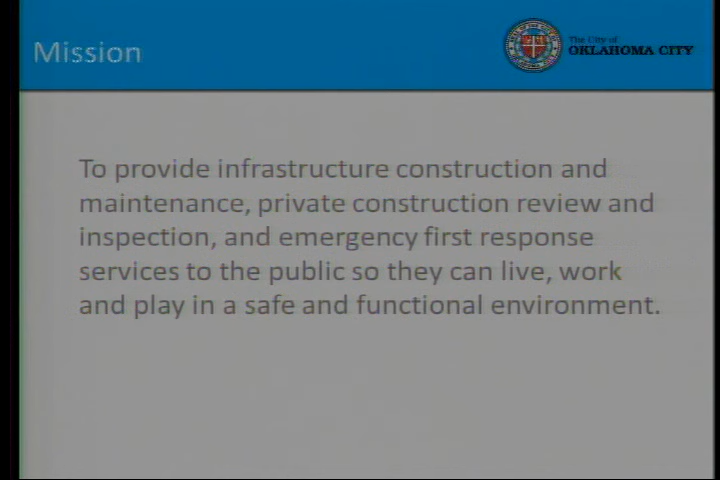 Mission
The City of
OKLAHOMA CITY
To provide infrastructure construction and
maintenance, private construction review and
inspection, and emergency first response
services to the public so they can live, work
and play in a safe and functional environment.